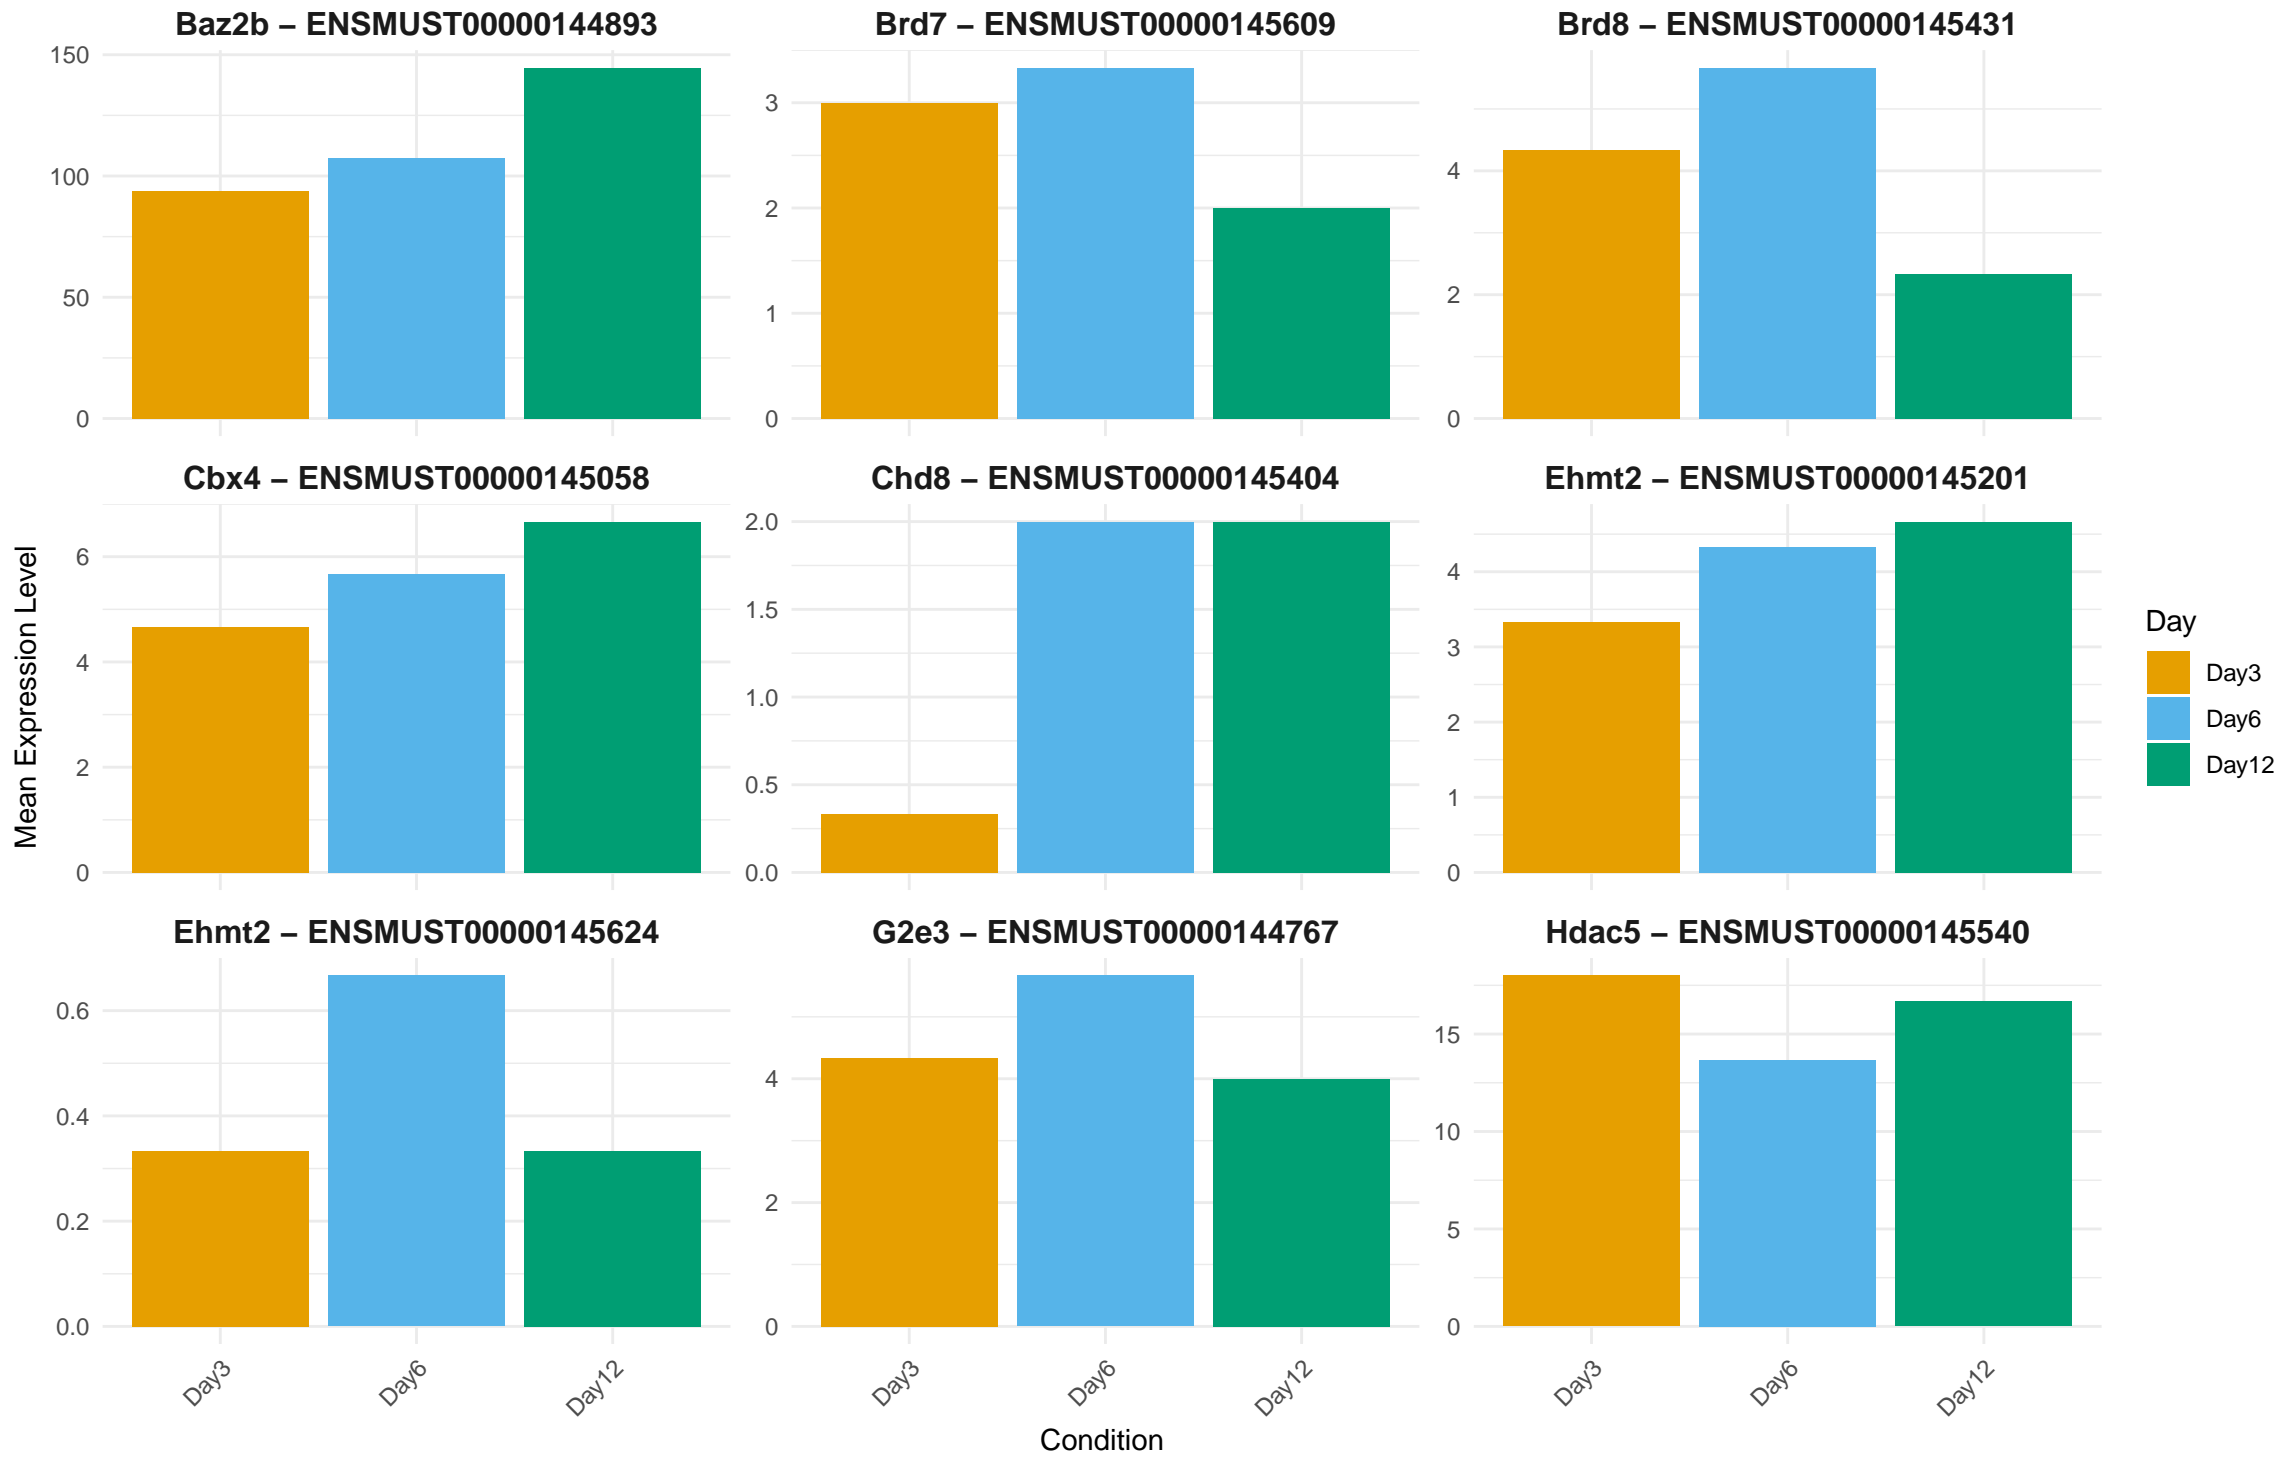 Baz2b – ENSMUST00000144893
150
100
50
0
Brd7 – ENSMUST00000145609
3
2
1
0
Brd8 – ENSMUST00000145431
4
2
0
Cbx4 – ENSMUST00000145058
6
4
2
0
Chd8 – ENSMUST00000145404
2.0
1.5
1.0
0.5
0.0
Ehmt2 – ENSMUST00000145201
4
3
2
1
0
Ehmt2 – ENSMUST00000145624
0.6
0.4
0.2
0.0
Day3
Day6
Day12
G2e3 – ENSMUST00000144767
4
2
0
Day3
Day6
Day12
Hdac5 – ENSMUST00000145540
15
10
5
0
Day3
Day6
Day12
Mean Expression Level
Condition
Day
Day3
Day6
Day12